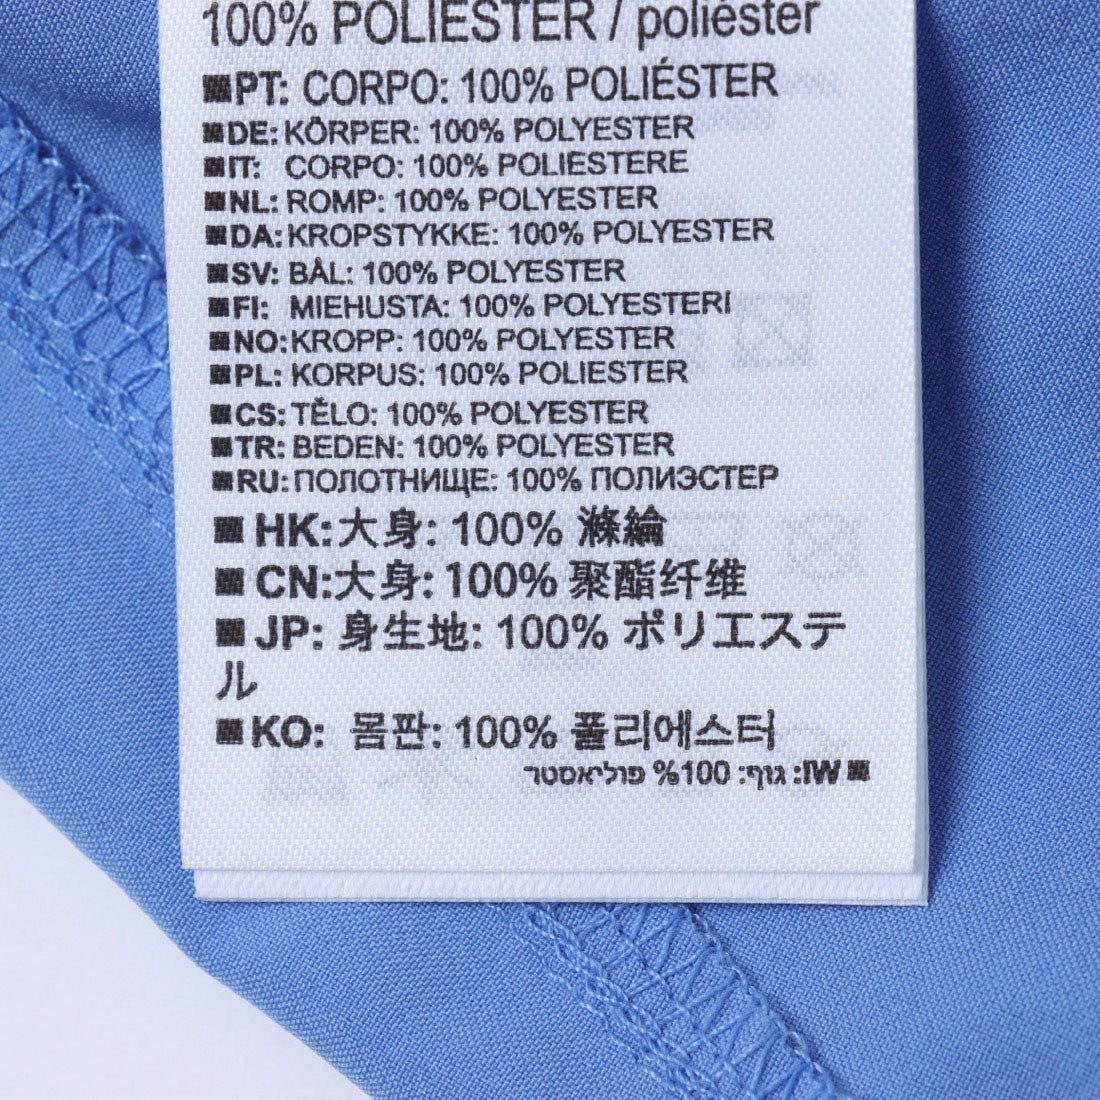 100% POLIÉSTER / poliéster
■PT: CORPO: 100% POLIÉSTER
■DE: KÖRPER: 100% POLYESTER
■IT: CORPO: 100% POLIESTERE
■NL: ROMP: 100% POLYESTER
■DA: KROPSTYKKE: 100% POLYESTER
■SV: BÅL: 100% POLYESTER
■FI: MIEHUSTA: 100% POLYESTERI
■NO: KROPP: 100% POLYESTER
■PL: KORPUS: 100% POLIESTER
■CS: TĚLO: 100% POLYESTER
■TR: BEDEN: 100% POLYESTER
■RU: ПОЛОТНИЩЕ: 100% ПОЛИЭСТЕР
■ HK:大身: 100% 滌綸
■ CN:大身: 100% 聚酯纤维
■ JP: 身生地: 100% ポリエステ
ル
■KO: 몸판: 100% 폴리에스터
■IW: גוף: 100% פוליאסטר